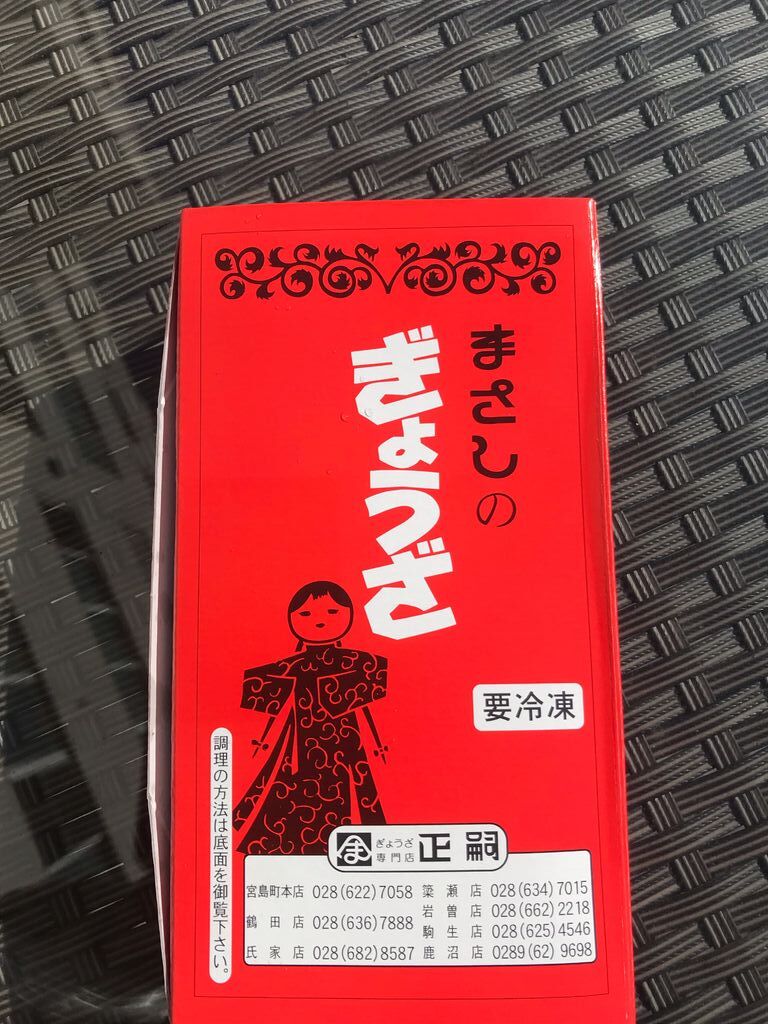 まさしの
ぎょうざ
要冷凍
調理の方法は底面を御覧下さい。
ま ぎょうざ専門店 正嗣
宮島町本店 028(622)7058
鶴田店 028(636)7888
氏家店 028(682)8587
簗瀬店 028(634)7015
岩曽店 028(662)2218
駒生店 028(625)4546
鹿沼店 0289(62)9698